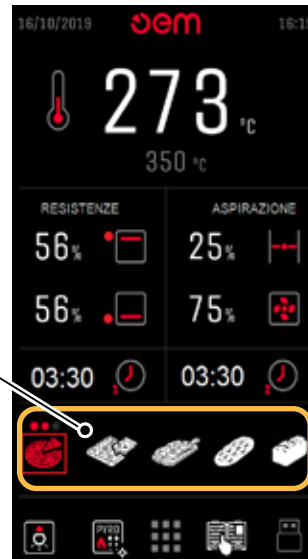 16/10/2019 oem 16:15
273 °C
350 °C
RESISTENZE ASPIRAZIONE
56% 25%
56% 75%
03:30 1 03:30 2
PYRO